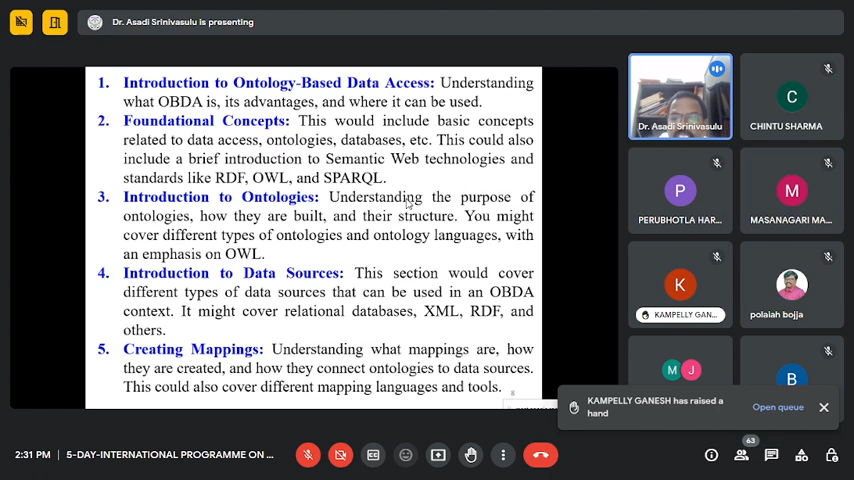 Dr. Asadi Srinivasulu is presenting
1. Introduction to Ontology-Based Data Access: Understanding
what OBDA is, its advantages, and where it can be used.
2. Foundational Concepts: This would include basic concepts
related to data access, ontologies, databases, etc. This could also
include a brief introduction to Semantic Web technologies and
standards like RDF, OWL, and SPARQL.
3. Introduction to Ontologies: Understanding the purpose of
ontologies, how they are built, and their structure. You might
cover different types of ontologies and ontology languages, with
an emphasis on OWL.
4. Introduction to Data Sources: This section would cover
different types of data sources that can be used in an OBDA
context. It might cover relational databases, XML, RDF, and
others.
5. Creating Mappings: Understanding what mappings are, how
they are created, and how they connect ontologies to data sources.
This could also cover different mapping languages and tools.
8
Dr. Asadi Srinivasulu
C
CHINTU SHARMA
P
PERUBHOTLA HAR...
M
MASANAGARI MA...
K
KAMPELLY GAN...
polaiah bojja
M J
B
KAMPELLY GANESH has raised a
hand
Open queue
2:31 PM | 5-DAY-INTERNATIONAL PROGRAMME ON ...
63